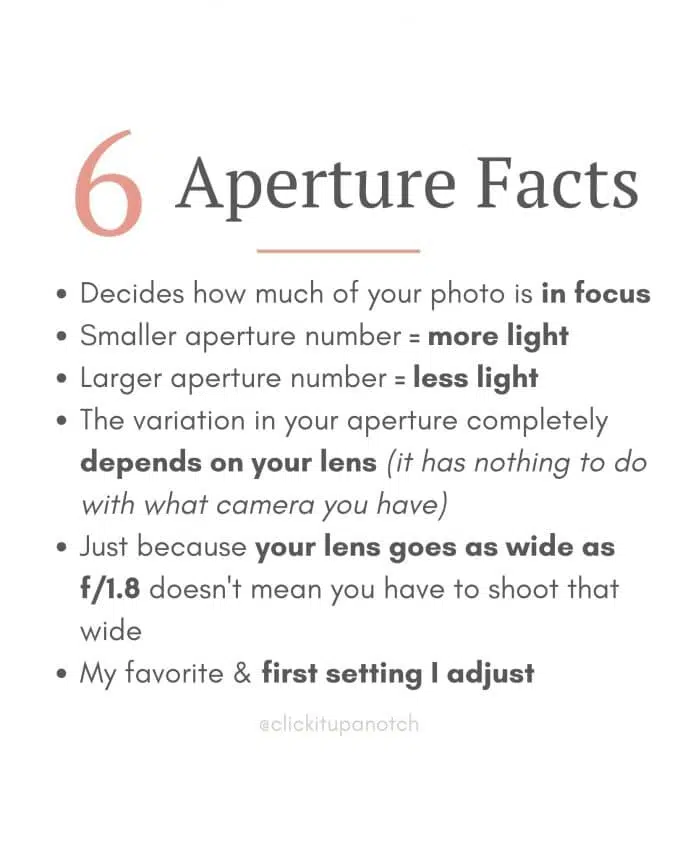 6 Aperture Facts
• Decides how much of your photo is in focus
• Smaller aperture number = more light
• Larger aperture number = less light
• The variation in your aperture completely
depends on your lens (it has nothing to do
with what camera you have)
• Just because your lens goes as wide as
f/1.8 doesn't mean you have to shoot that
wide
• My favorite & first setting I adjust
@clickitupanotch